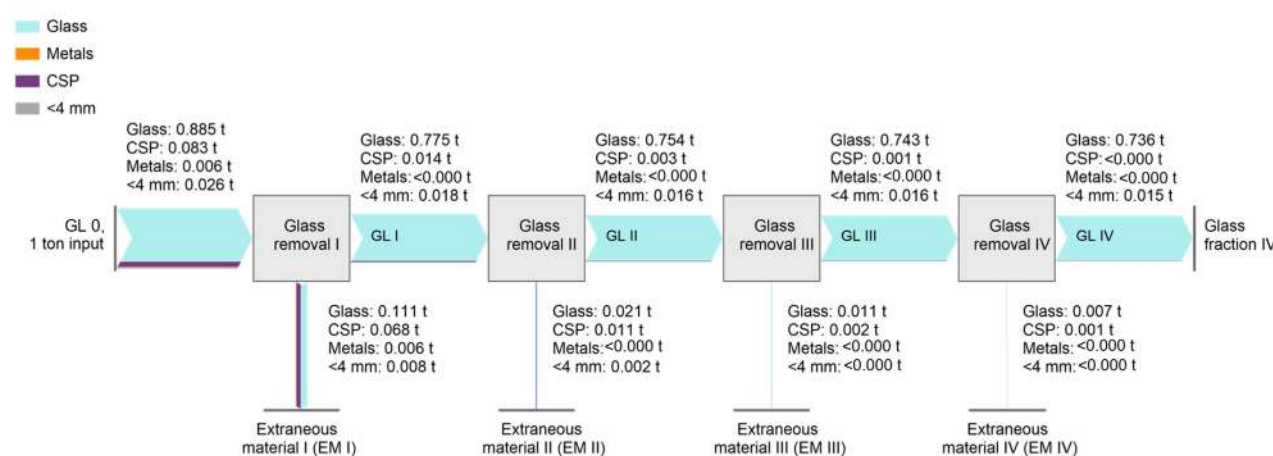 Glass
Metals
CSP
<4 mm
Glass: 0.885 t
CSP: 0.083 t
Metals: 0.006 t
<4 mm: 0.026 t
Glass: 0.775 t
CSP: 0.014 t
Metals:<0.000 t
<4 mm: 0.018 t
Glass: 0.754 t
CSP: 0.003 t
Metals:<0.000 t
<4 mm: 0.016 t
Glass: 0.743 t
CSP: 0.001 t
Metals:<0.000 t
<4 mm: 0.016 t
Glass: 0.736 t
CSP:<0.000 t
Metals:<0.000 t
<4 mm: 0.015 t
GL 0,
1 ton input
Glass
removal I
GL I
Glass
removal II
GL II
Glass
removal III
GL III
Glass
removal IV
GL IV
Glass
fraction IV
Glass: 0.111 t
CSP: 0.068 t
Metals: 0.006 t
<4 mm: 0.008 t
Glass: 0.021 t
CSP: 0.011 t
Metals:<0.000 t
<4 mm: 0.002 t
Glass: 0.011 t
CSP: 0.002 t
Metals:<0.000 t
<4 mm:<0.000 t
Glass: 0.007 t
CSP: 0.001 t
Metals:<0.000 t
<4 mm:<0.000 t
Extraneous
material I (EM I)
Extraneous
material II (EM II)
Extraneous
material III (EM III)
Extraneous
material IV (EM IV)